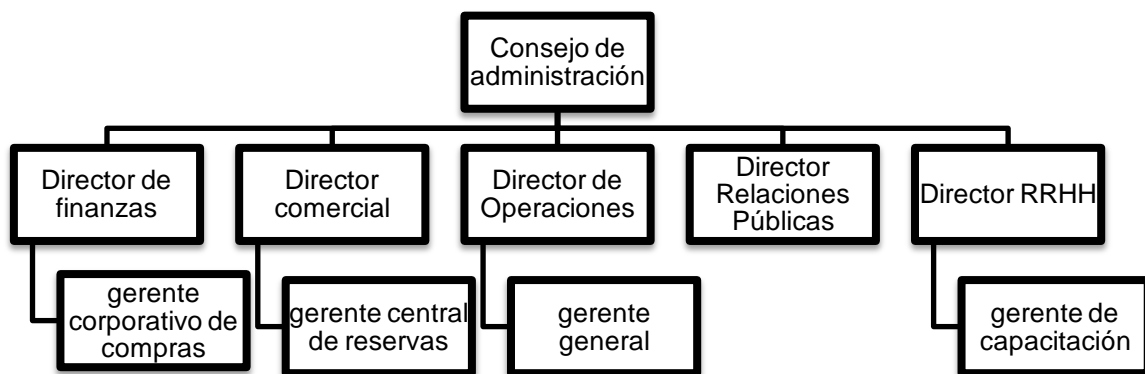 Consejo de
administración
Director de
finanzas
Director
comercial
Director de
Operaciones
Director
Relaciones
Públicas
Director RRHH
gerente
corporativo de
compras
gerente central
de reservas
gerente
general
gerente de
capacitación